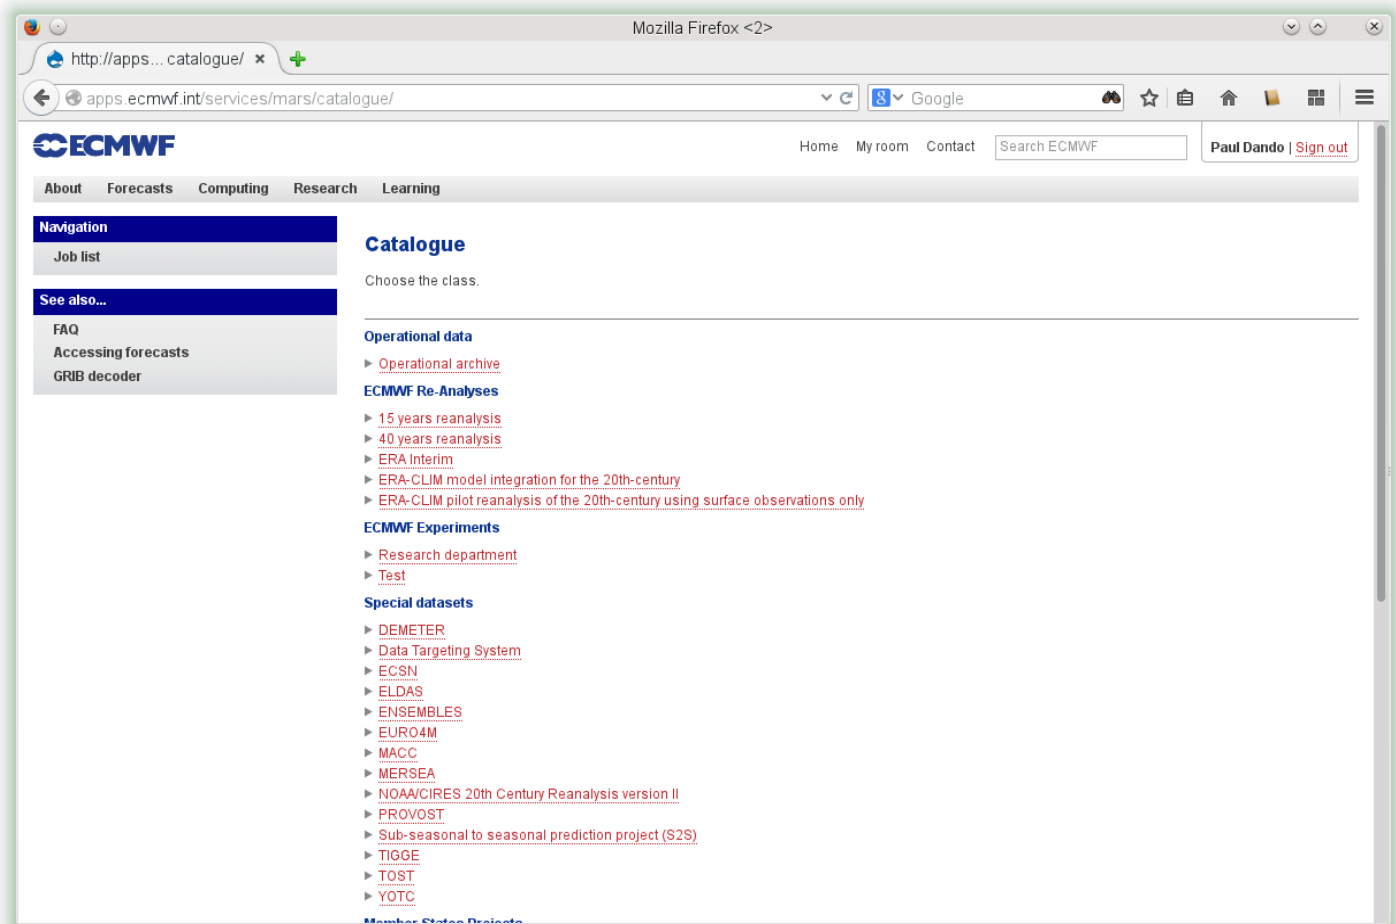 Mozilla Firefox <2>
http://apps... catalogue/
apps.ecmwf.int/services/mars/catalogue/
Google
ECMWF
Home My room Contact Search ECMWF Paul Dando | Sign out
About Forecasts Computing Research Learning
Navigation
Job list
See also...
FAQ
Accessing forecasts
GRIB decoder
Catalogue
Choose the class.
Operational data
Operational archive
ECMWF Re-Analyses
15 years reanalysis
40 years reanalysis
ERA Interim
ERA-CLIM model integration for the 20th-century
ERA-CLIM pilot reanalysis of the 20th-century using surface observations only
ECMWF Experiments
Research department
Test
Special datasets
DEMETER
Data Targeting System
ECSN
ELDAS
ENSEMBLES
EURO4M
MACC
MERSEA
NOAA/CIRES 20th Century Reanalysis version II
PROVOST
Sub-seasonal to seasonal prediction project (S2S)
TIGGE
TOST
YOTC
Member States Projects